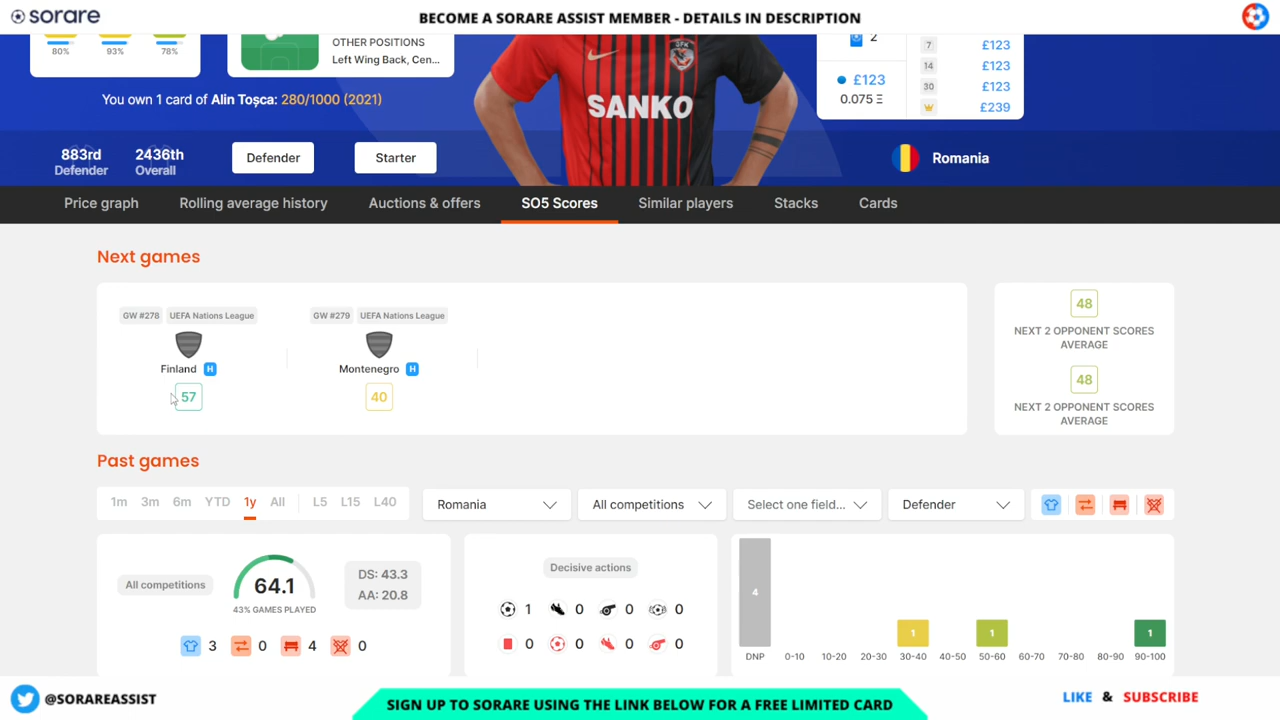 sorare
BECOME A SORARE ASSIST MEMBER - DETAILS IN DESCRIPTION
80%
93%
78%
OTHER POSITIONS
Left Wing Back, Cen...
You own 1 card of Alin Toșca: 280/1000 (2021)
SANKO
2
£123
0.075 Ξ
7 £123
14 £123
30 £123
£239
883rd
Defender
2436th
Overall
Defender
Starter
Romania
Price graph
Rolling average history
Auctions & offers
SO5 Scores
Similar players
Stacks
Cards
Next games
GW #278
UEFA Nations League
Finland H
57
GW #279
UEFA Nations League
Montenegro H
40
48
NEXT 2 OPPONENT SCORES
AVERAGE
48
NEXT 2 OPPONENT SCORES
AVERAGE
Past games
1m 3m 6m YTD 1y All L5 L15 L40
Romania
All competitions
Select one field...
Defender
All competitions
64.1
43% GAMES PLAYED
DS: 43.3
AA: 20.8
3 0 4 0
Decisive actions
1 0 0 0
0 0 0 0
4
1
1
1
DNP 0-10 10-20 20-30 30-40 40-50 50-60 60-70 70-80 80-90 90-100
@SORAREASSIST
SIGN UP TO SORARE USING THE LINK BELOW FOR A FREE LIMITED CARD
LIKE & SUBSCRIBE